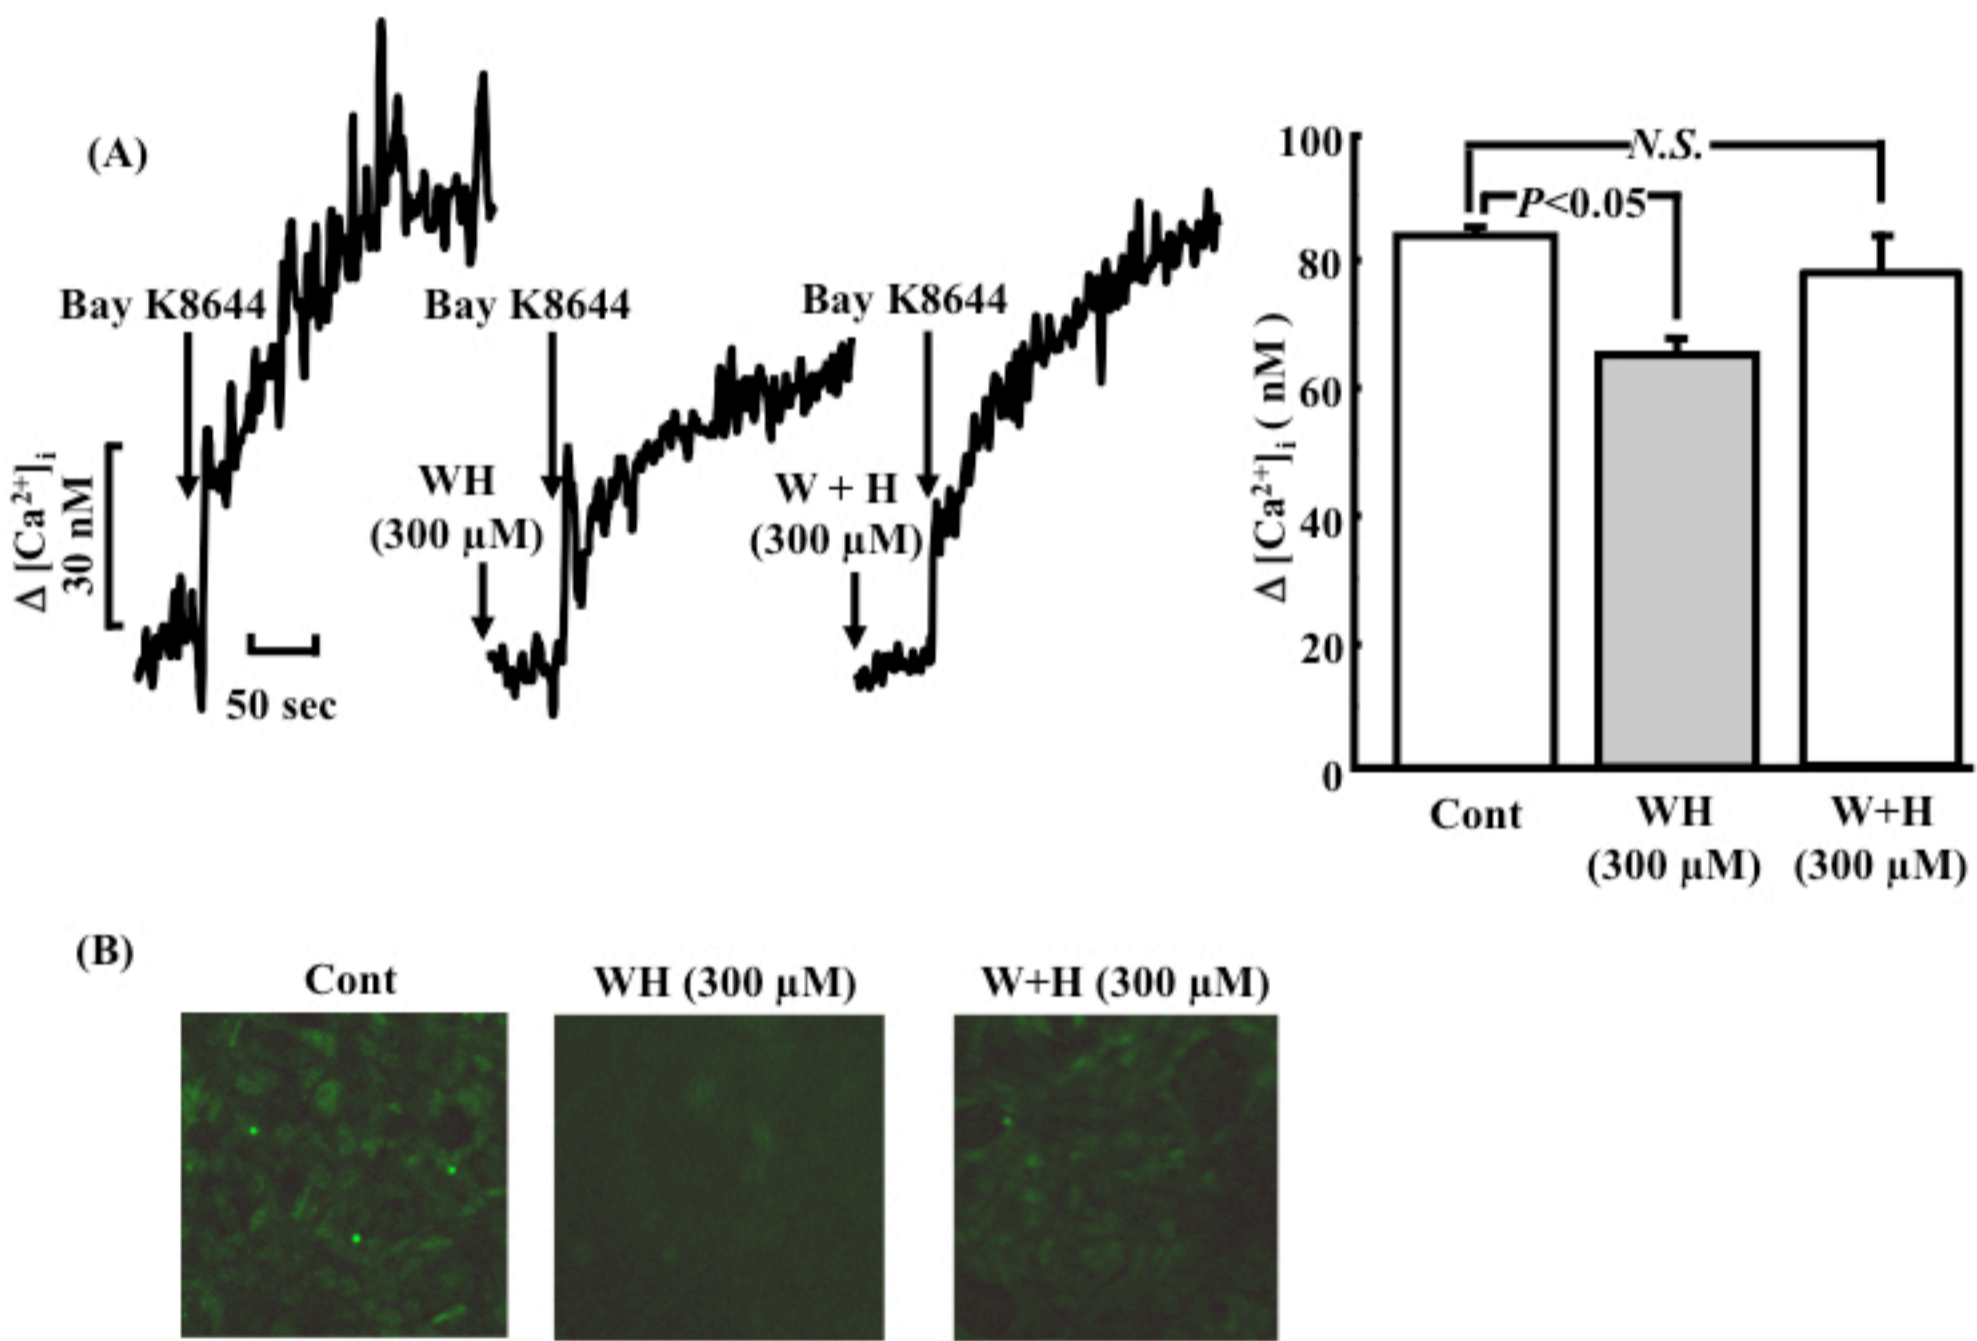 (A)
Bay K8644
Bay K8644
Bay K8644
WH
(300 μM)
W + H
(300 μM)
Δ [Ca²⁺]ᵢ
30 nM
50 sec
Δ [Ca²⁺]ᵢ ( nM )
100
80
60
40
20
0
N.S.
P<0.05
Cont
WH
(300 μM)
W+H
(300 μM)
(B)
Cont
WH (300 μM)
W+H (300 μM)